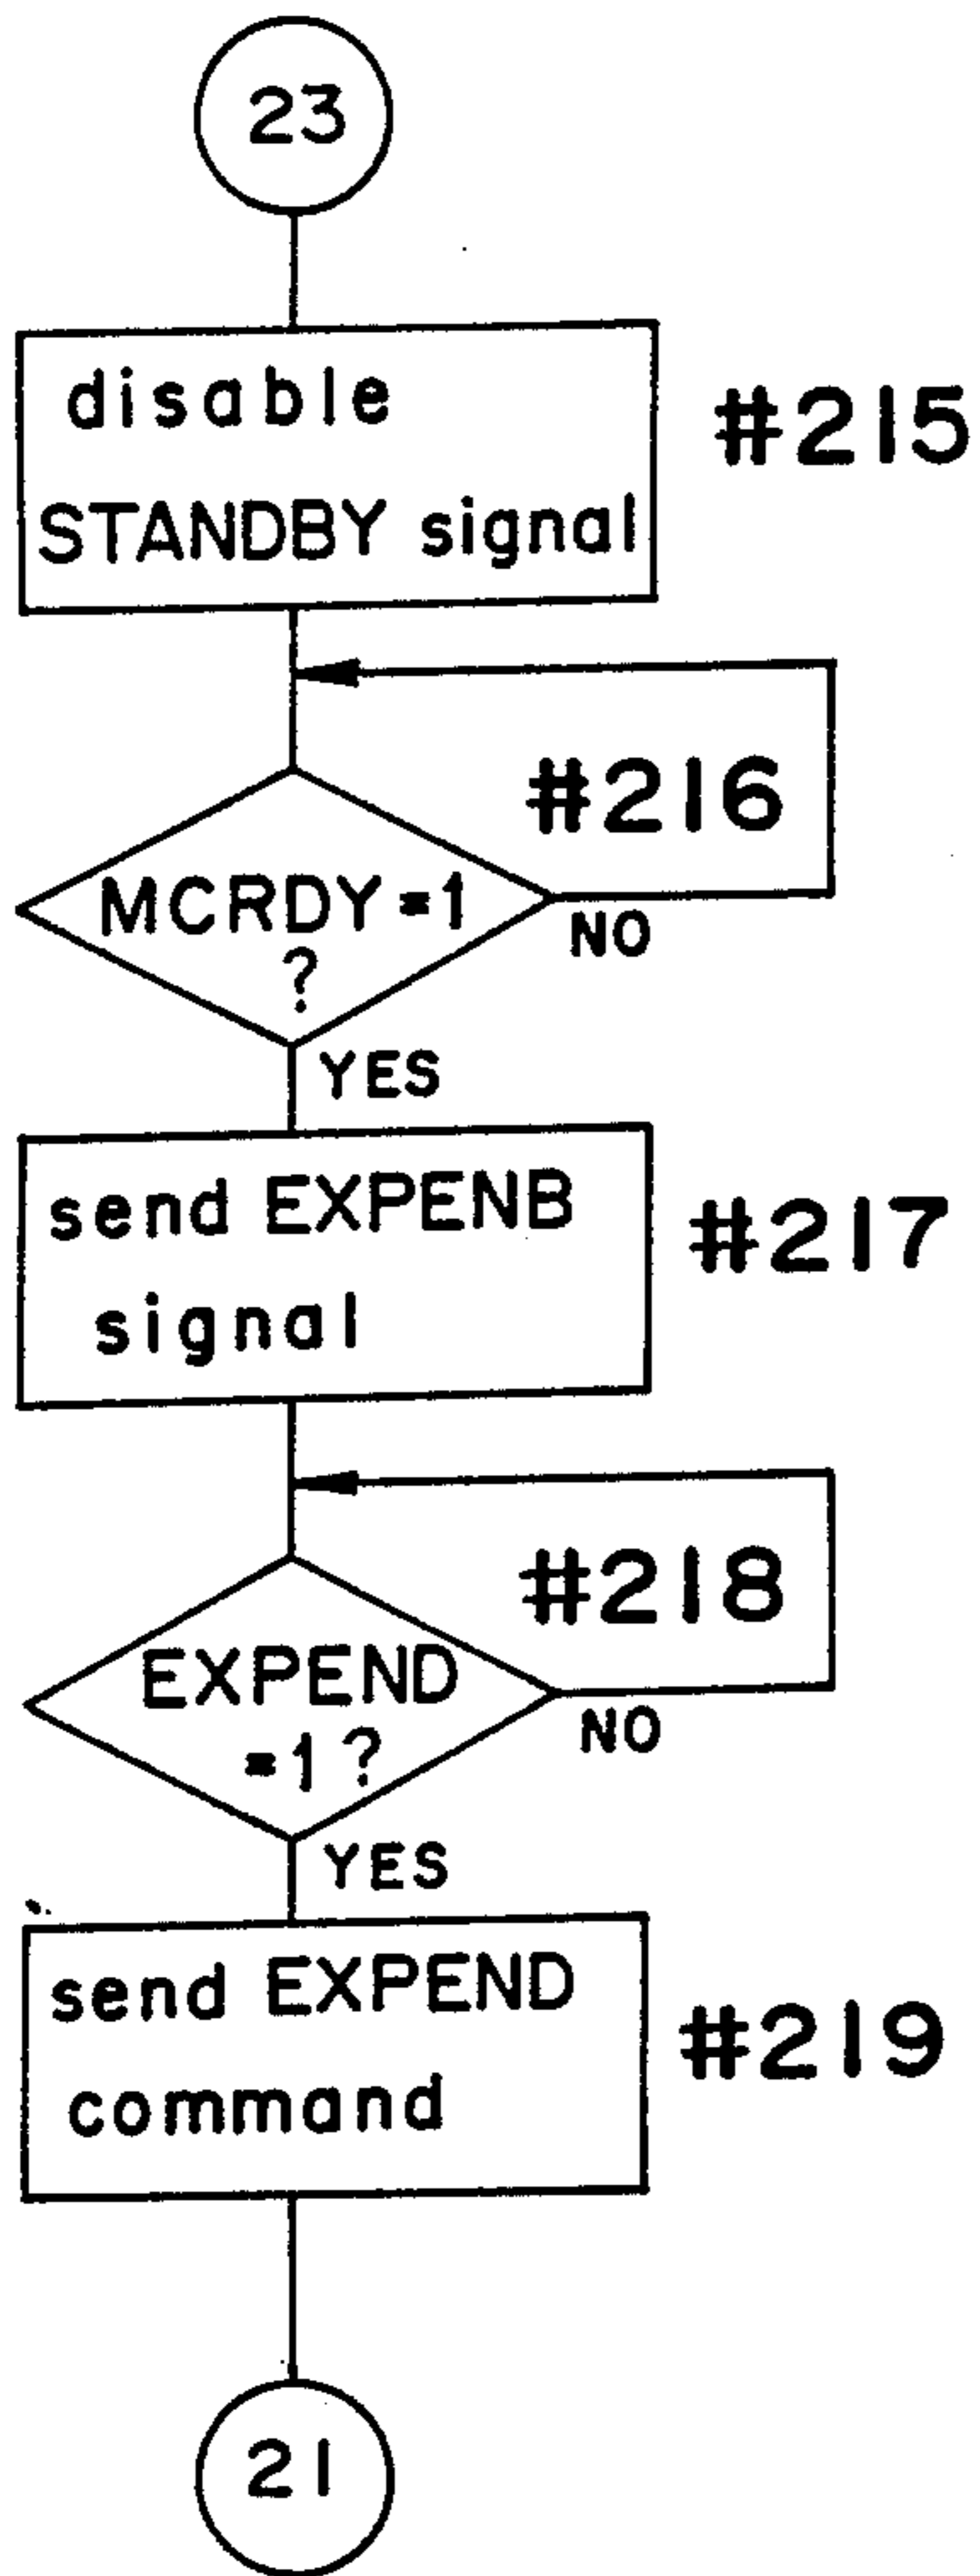 23
disable
STANDBY signal
#215
#216
MCRDY=1
?
NO
YES
send EXPENB
signal
#217
#218
EXPEND
=1?
NO
YES
send EXPEND
command
#219
21